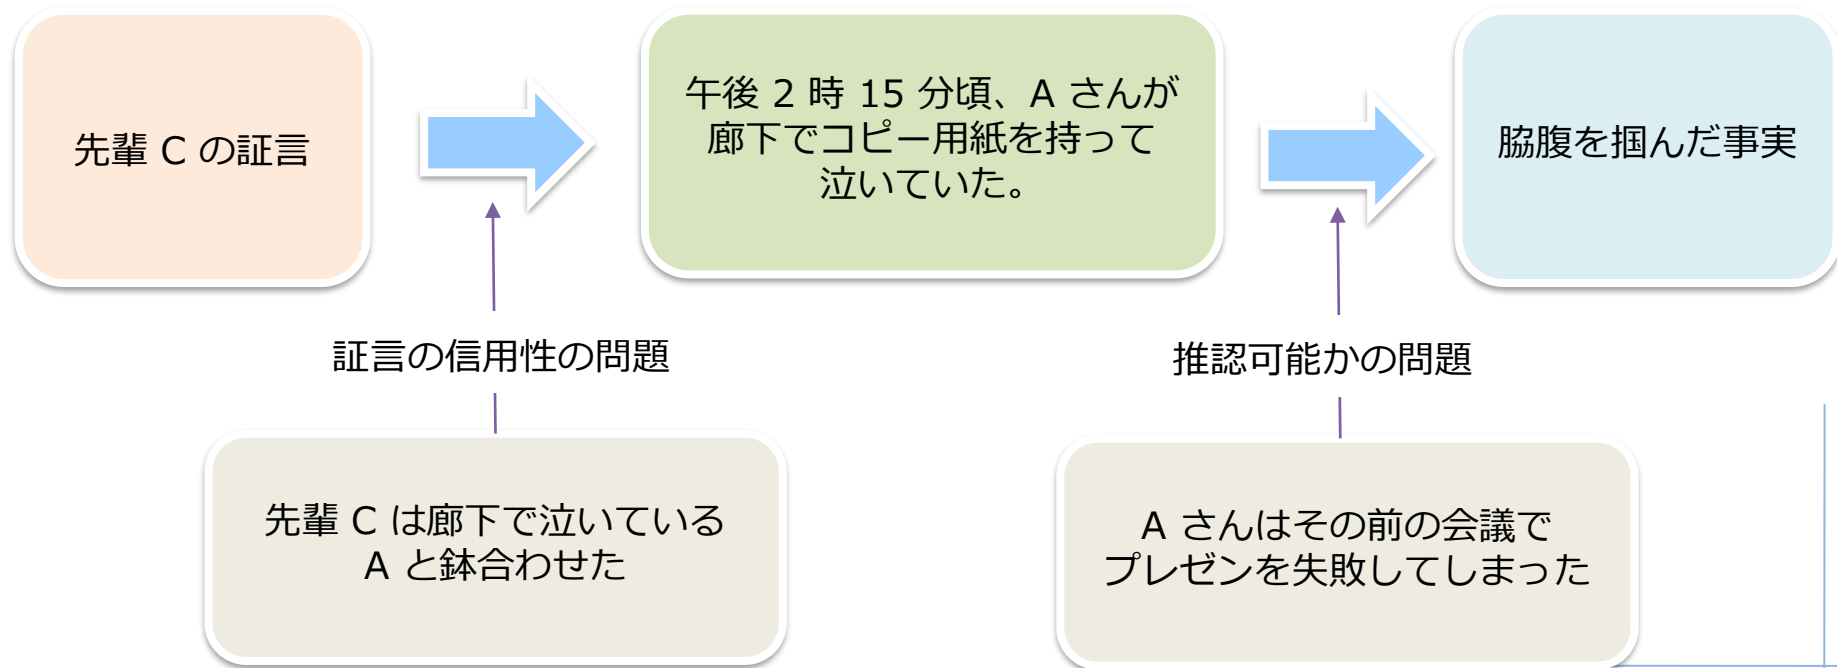 先輩 C の証言
午後 2 時 15 分頃、A さんが
廊下でコピー用紙を持って
泣いていた。
脇腹を掴んだ事実
証言の信用性の問題
推認可能かの問題
先輩 C は廊下で泣いている
A と鉢合わせた
A さんはその前の会議で
プレゼンを失敗してしまった